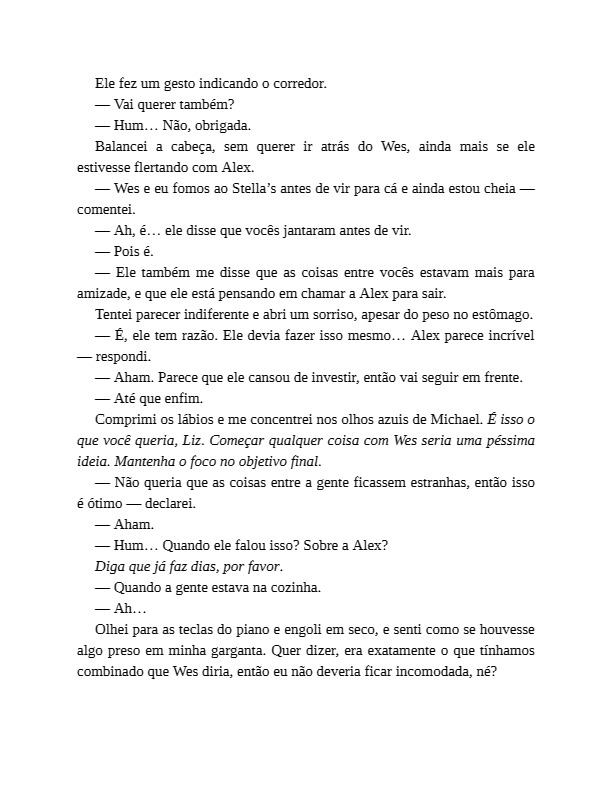 Ele fez um gesto indicando o corredor.
— Vai querer também?
— Hum… Não, obrigada.
Balancei a cabeça, sem querer ir atrás do Wes, ainda mais se ele
estivesse flertando com Alex.
— Wes e eu fomos ao Stella’s antes de vir para cá e ainda estou cheia —
comentei.
— Ah, é… ele disse que vocês jantaram antes de vir.
— Pois é.
— Ele também me disse que as coisas entre vocês estavam mais para
amizade, e que ele está pensando em chamar a Alex para sair.
Tentei parecer indiferente e abri um sorriso, apesar do peso no estômago.
— É, ele tem razão. Ele devia fazer isso mesmo… Alex parece incrível
— respondi.
— Aham. Parece que ele cansou de investir, então vai seguir em frente.
— Até que enfim.
Comprimi os lábios e me concentrei nos olhos azuis de Michael. É isso o
que você queria, Liz. Começar qualquer coisa com Wes seria uma péssima
ideia. Mantenha o foco no objetivo final.
— Não queria que as coisas entre a gente ficassem estranhas, então isso
é ótimo — declarei.
— Aham.
— Hum… Quando ele falou isso? Sobre a Alex?
Diga que já faz dias, por favor.
— Quando a gente estava na cozinha.
— Ah…
Olhei para as teclas do piano e engoli em seco, e senti como se houvesse
algo preso em minha garganta. Quer dizer, era exatamente o que tínhamos
combinado que Wes diria, então eu não deveria ficar incomodada, né?